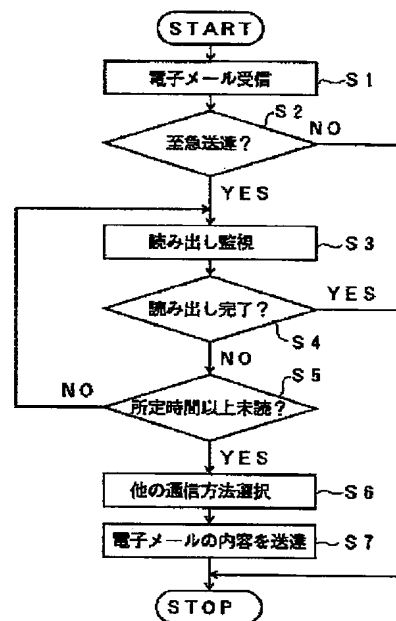 START
電子メール受信
S1
S2
至急送達?
NO
YES
読み出し監視
S3
読み出し完了?
YES
S4
NO
S5
NO
所定時間以上未読?
YES
他の通信方法選択
S6
電子メールの内容を送達
S7
STOP